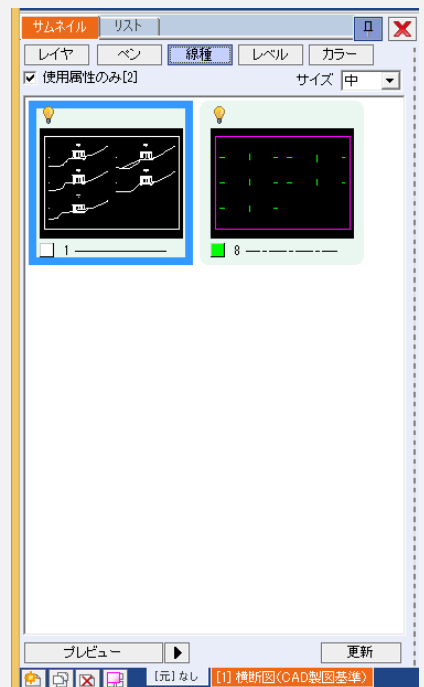 サムネイル リスト
レイヤ ペン 線種 レベル カラー
使用属性のみ[2] サイズ 中
1
8
プレビュー 更新
[元] なし [1] 横断図(CAD製図基準)